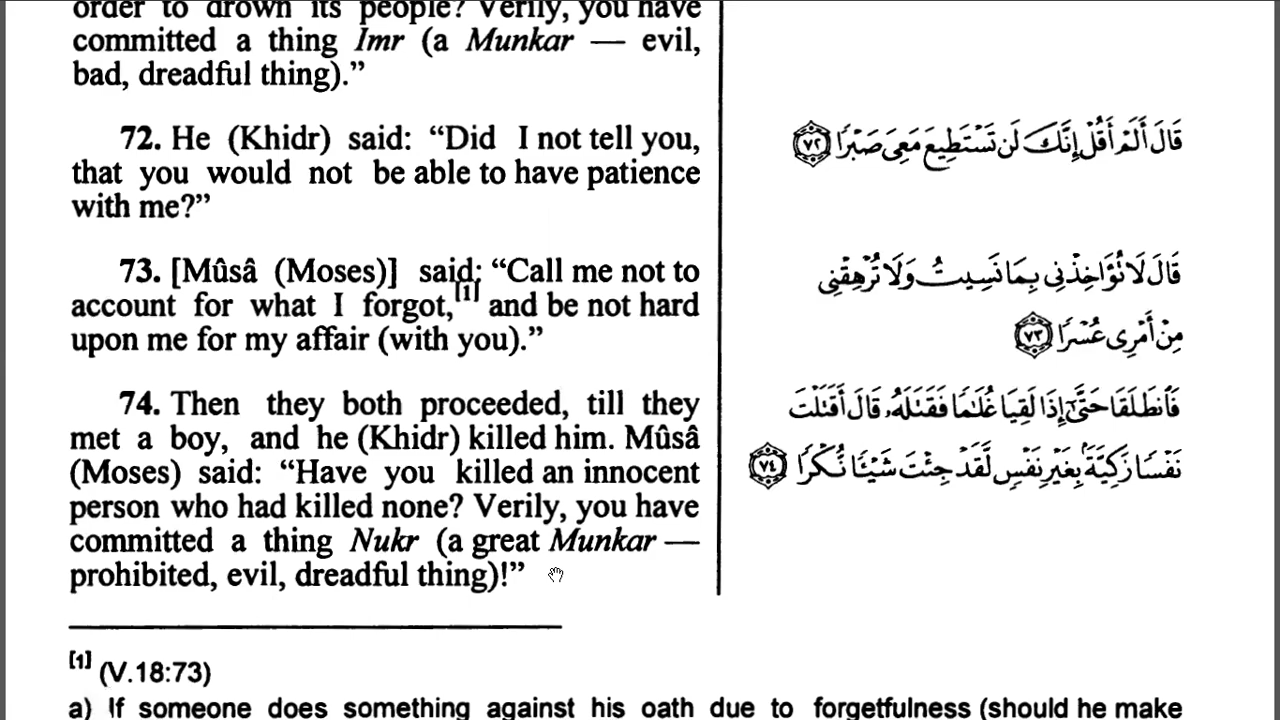 order to drown its people? Verily, you have
committed a thing Imr (a Munkar — evil,
bad, dreadful thing).”
72. He (Khidr) said: “Did I not tell you,
that you would not be able to have patience
with me?”
قَالَ أَلَمۡ أَقُلۡ إِنَّكَ لَن تَسۡتَطِيعَ مَعِيَ صَبۡرٗا ٧٢
73. [Mûsâ (Moses)] said: “Call me not to
account for what I forgot,[1] and be not hard
upon me for my affair (with you).”
قَالَ لَا تُؤَاخِذۡنِي بِمَا نَسِيتُ وَلَا تُرۡهِقۡنِي
مِنۡ أَمۡرِي عُسۡرٗا ٧٣
74. Then they both proceeded, till they
met a boy, and he (Khidr) killed him. Mûsâ
(Moses) said: “Have you killed an innocent
person who had killed none? Verily, you have
committed a thing Nukr (a great Munkar —
prohibited, evil, dreadful thing)!”
فَٱنطَلَقَا حَتَّىٰٓ إِذَا لَقِيَا غُلَٰمٗا فَقَتَلَهُۥ قَالَ أَقَتَلۡتَ
نَفۡسٗا زَكِيَّةَۢ بِغَيۡرِ نَفۡسٖ لَّقَدۡ جِئۡتَ شَيۡـٔٗا نُّكۡرٗا ٧٤
[1] (V.18:73)
a) If someone does something against his oath due to forgetfulness (should he make